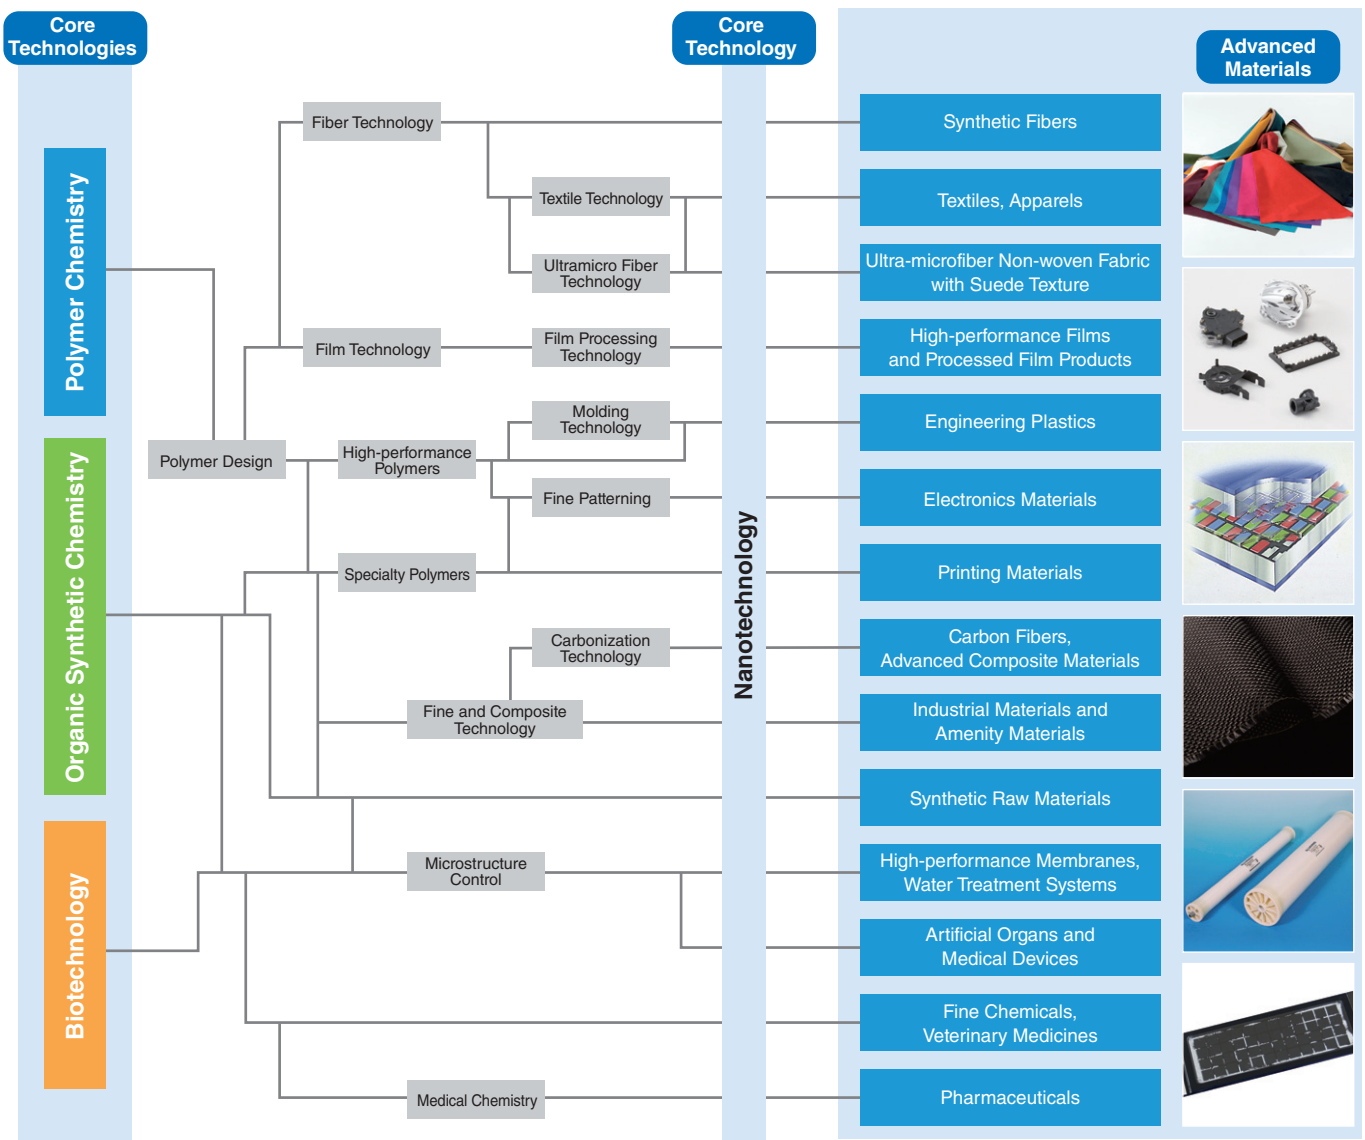 Core
Technologies
Core
Technology
Advanced
Materials
Polymer Chemistry
Organic Synthetic Chemistry
Biotechnology
Fiber Technology
Textile Technology
Ultramicro Fiber
Technology
Film Technology
Film Processing
Technology
Polymer Design
High-performance
Polymers
Molding
Technology
Fine Patterning
Specialty Polymers
Carbonization
Technology
Fine and Composite
Technology
Microstructure
Control
Medical Chemistry
Nanotechnology
Synthetic Fibers
Textiles, Apparels
Ultra-microfiber Non-woven Fabric
with Suede Texture
High-performance Films
and Processed Film Products
Engineering Plastics
Electronics Materials
Printing Materials
Carbon Fibers,
Advanced Composite Materials
Industrial Materials and
Amenity Materials
Synthetic Raw Materials
High-performance Membranes,
Water Treatment Systems
Artificial Organs and
Medical Devices
Fine Chemicals,
Veterinary Medicines
Pharmaceuticals